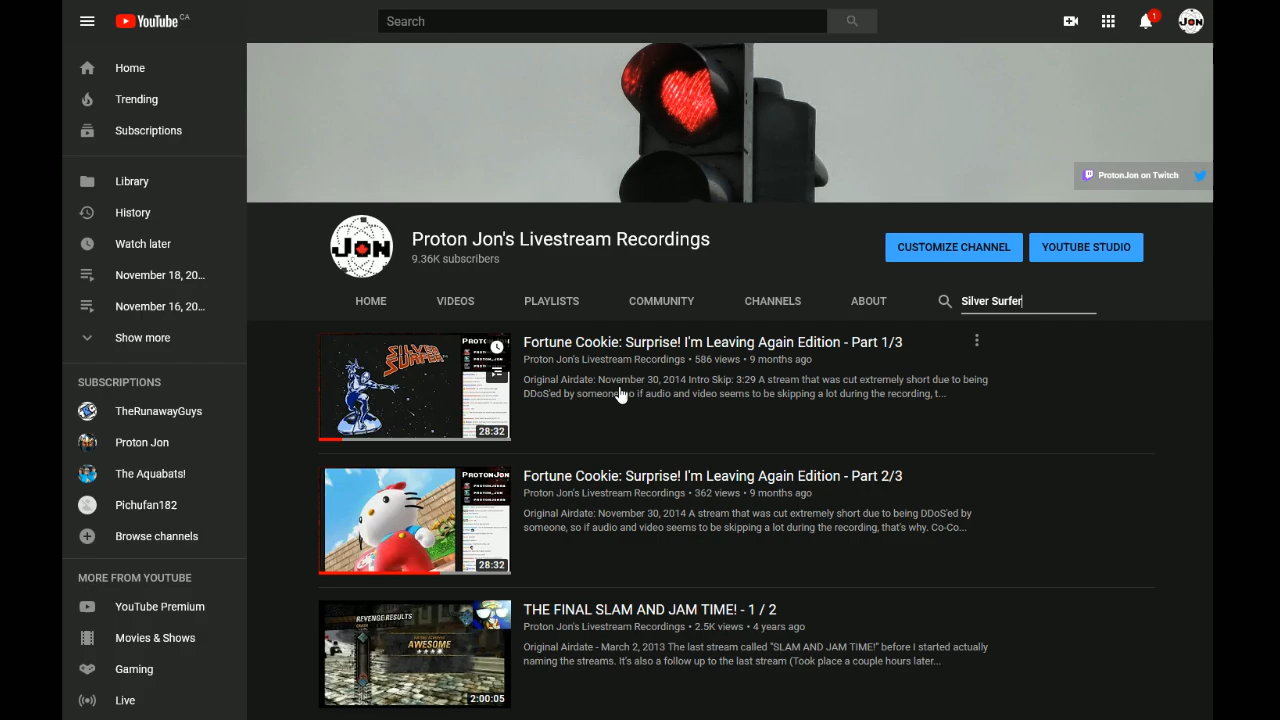 YouTube CA
Search
1
JON
Home
Trending
Subscriptions
Library
History
Watch later
November 18, 20...
November 16, 20...
Show more
SUBSCRIPTIONS
TheRunawayGuys
Proton Jon
The Aquabats!
Pichufan182
Browse channels
MORE FROM YOUTUBE
YouTube Premium
Movies & Shows
Gaming
Live
ProtonJon on Twitch
JON
Proton Jon's Livestream Recordings
9.36K subscribers
CUSTOMIZE CHANNEL
YOUTUBE STUDIO
HOME
VIDEOS
PLAYLISTS
COMMUNITY
CHANNELS
ABOUT
Silver Surfer
SILVER SURFER
28:32
Fortune Cookie: Surprise! I'm Leaving Again Edition - Part 1/3
Proton Jon's Livestream Recordings • 586 views • 9 months ago
Original Airdate: November 30, 2014 Intro Skip: 3:29 A stream that was cut extremely short due to being
DDoS'ed by someone, so if audio and video seems to be skipping a lot during the recording, t...
PROTONJON
28:32
Fortune Cookie: Surprise! I'm Leaving Again Edition - Part 2/3
Proton Jon's Livestream Recordings • 362 views • 9 months ago
Original Airdate: November 30, 2014 A stream that was cut extremely short due to being DDoS'ed by
someone, so if audio and video seems to be skipping a lot during the recording, that's why. Co-Co...
REVENGE RESULTS
AWESOME
2:00:05
THE FINAL SLAM AND JAM TIME! - 1 / 2
Proton Jon's Livestream Recordings • 2.5K views • 4 years ago
Original Airdate - March 2, 2013 The last stream called "SLAM AND JAM TIME!" before I started actually
naming the streams. It's also a follow up to the last stream (Took place a couple hours later...